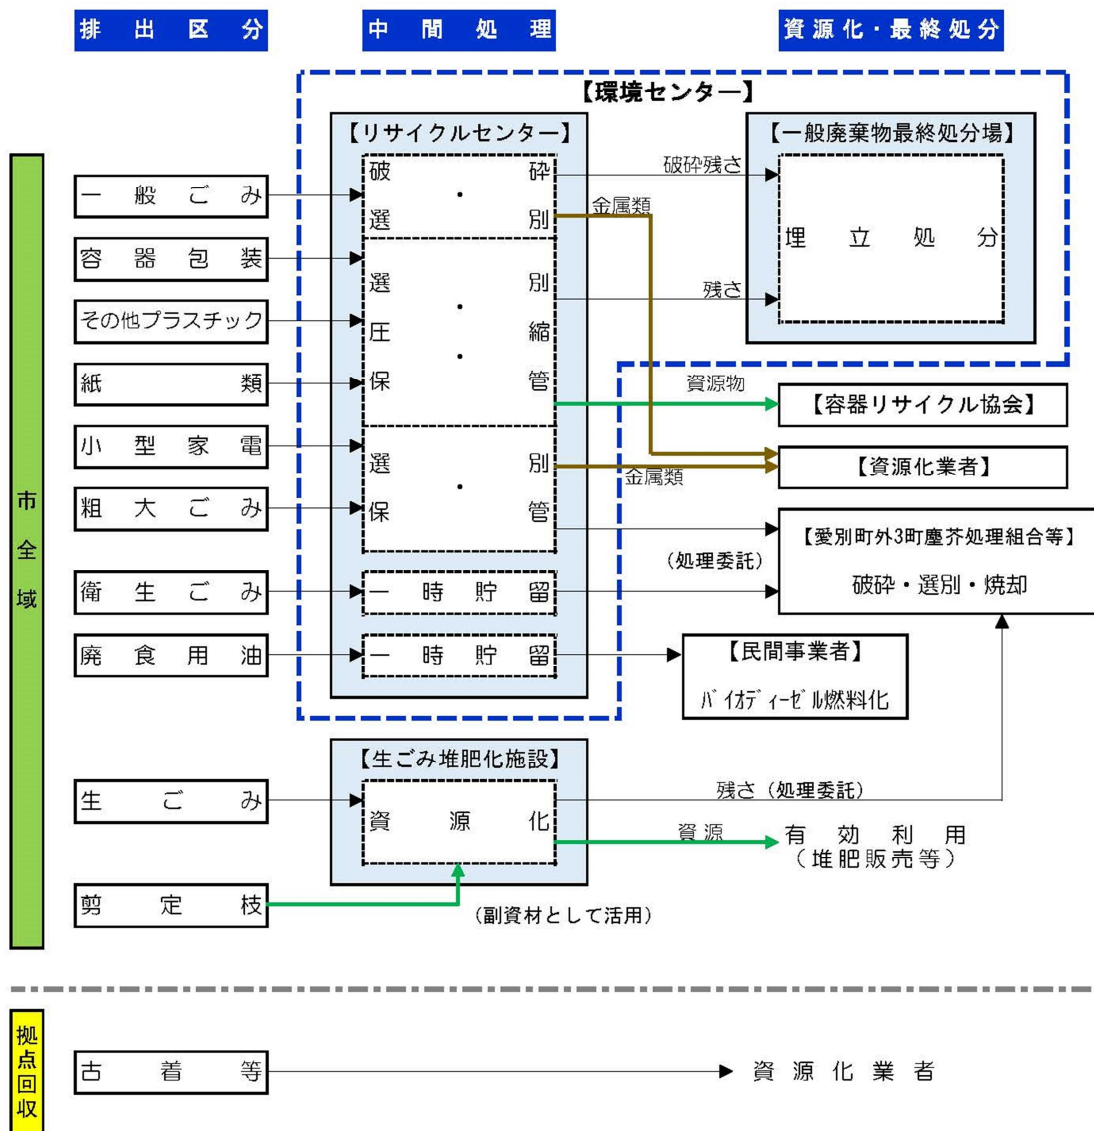 排出区分
中間処理
資源化・最終処分
【環境センター】
【リサイクルセンター】
【一般廃棄物最終処分場】
市全域
一般ごみ
破砕
・
選別
破砕残さ
金属類
埋立処分
容器包装
その他プラスチック
紙類
選別
・
圧縮
・
保管
残さ
資源物
【容器リサイクル協会】
小型家電
粗大ごみ
選別
・
保管
金属類
【資源化業者】
(処理委託)
【愛別町外3町塵芥処理組合等】
破砕・選別・焼却
衛生ごみ
一時貯留
廃食用油
一時貯留
【民間事業者】
バイオディーゼル燃料化
【生ごみ堆肥化施設】
生ごみ
資源化
残さ(処理委託)
資源
有効利用
(堆肥販売等)
剪定枝
(副資材として活用)
拠点回収
古着等
資源化業者